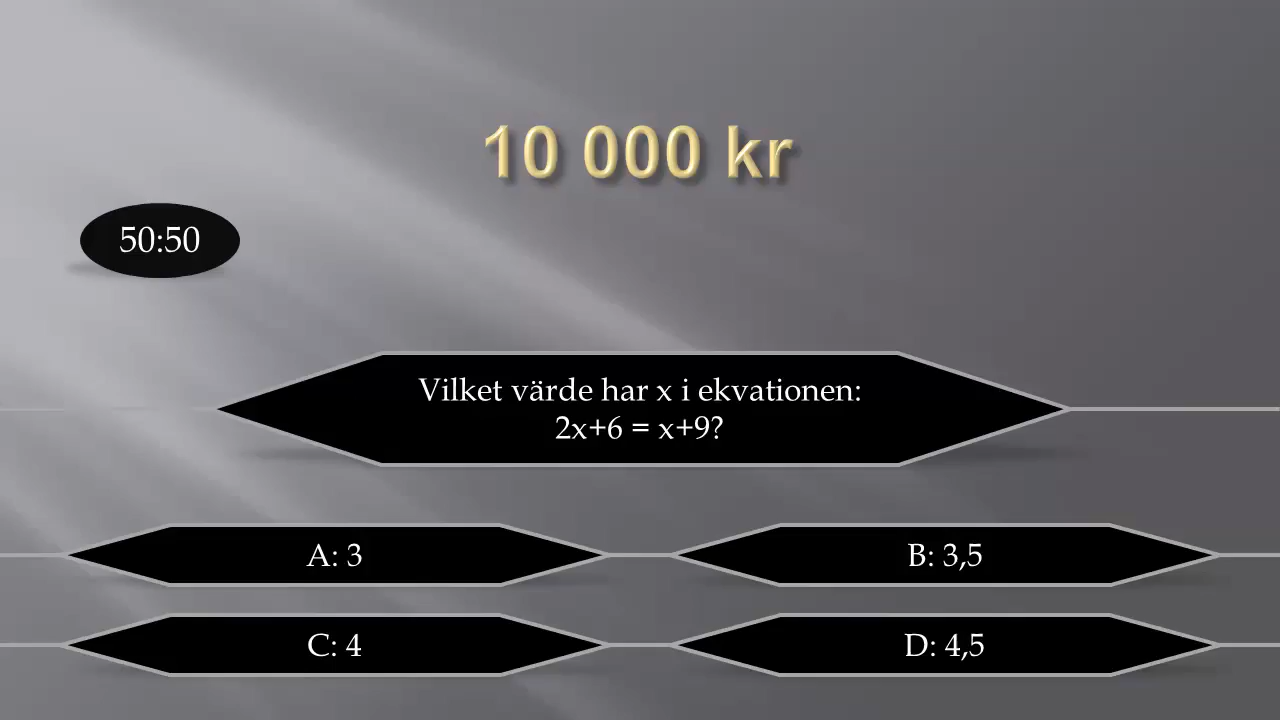 10 000 kr
50:50
Vilket värde har x i ekvationen:
2x+6 = x+9?
A: 3
B: 3,5
C: 4
D: 4,5